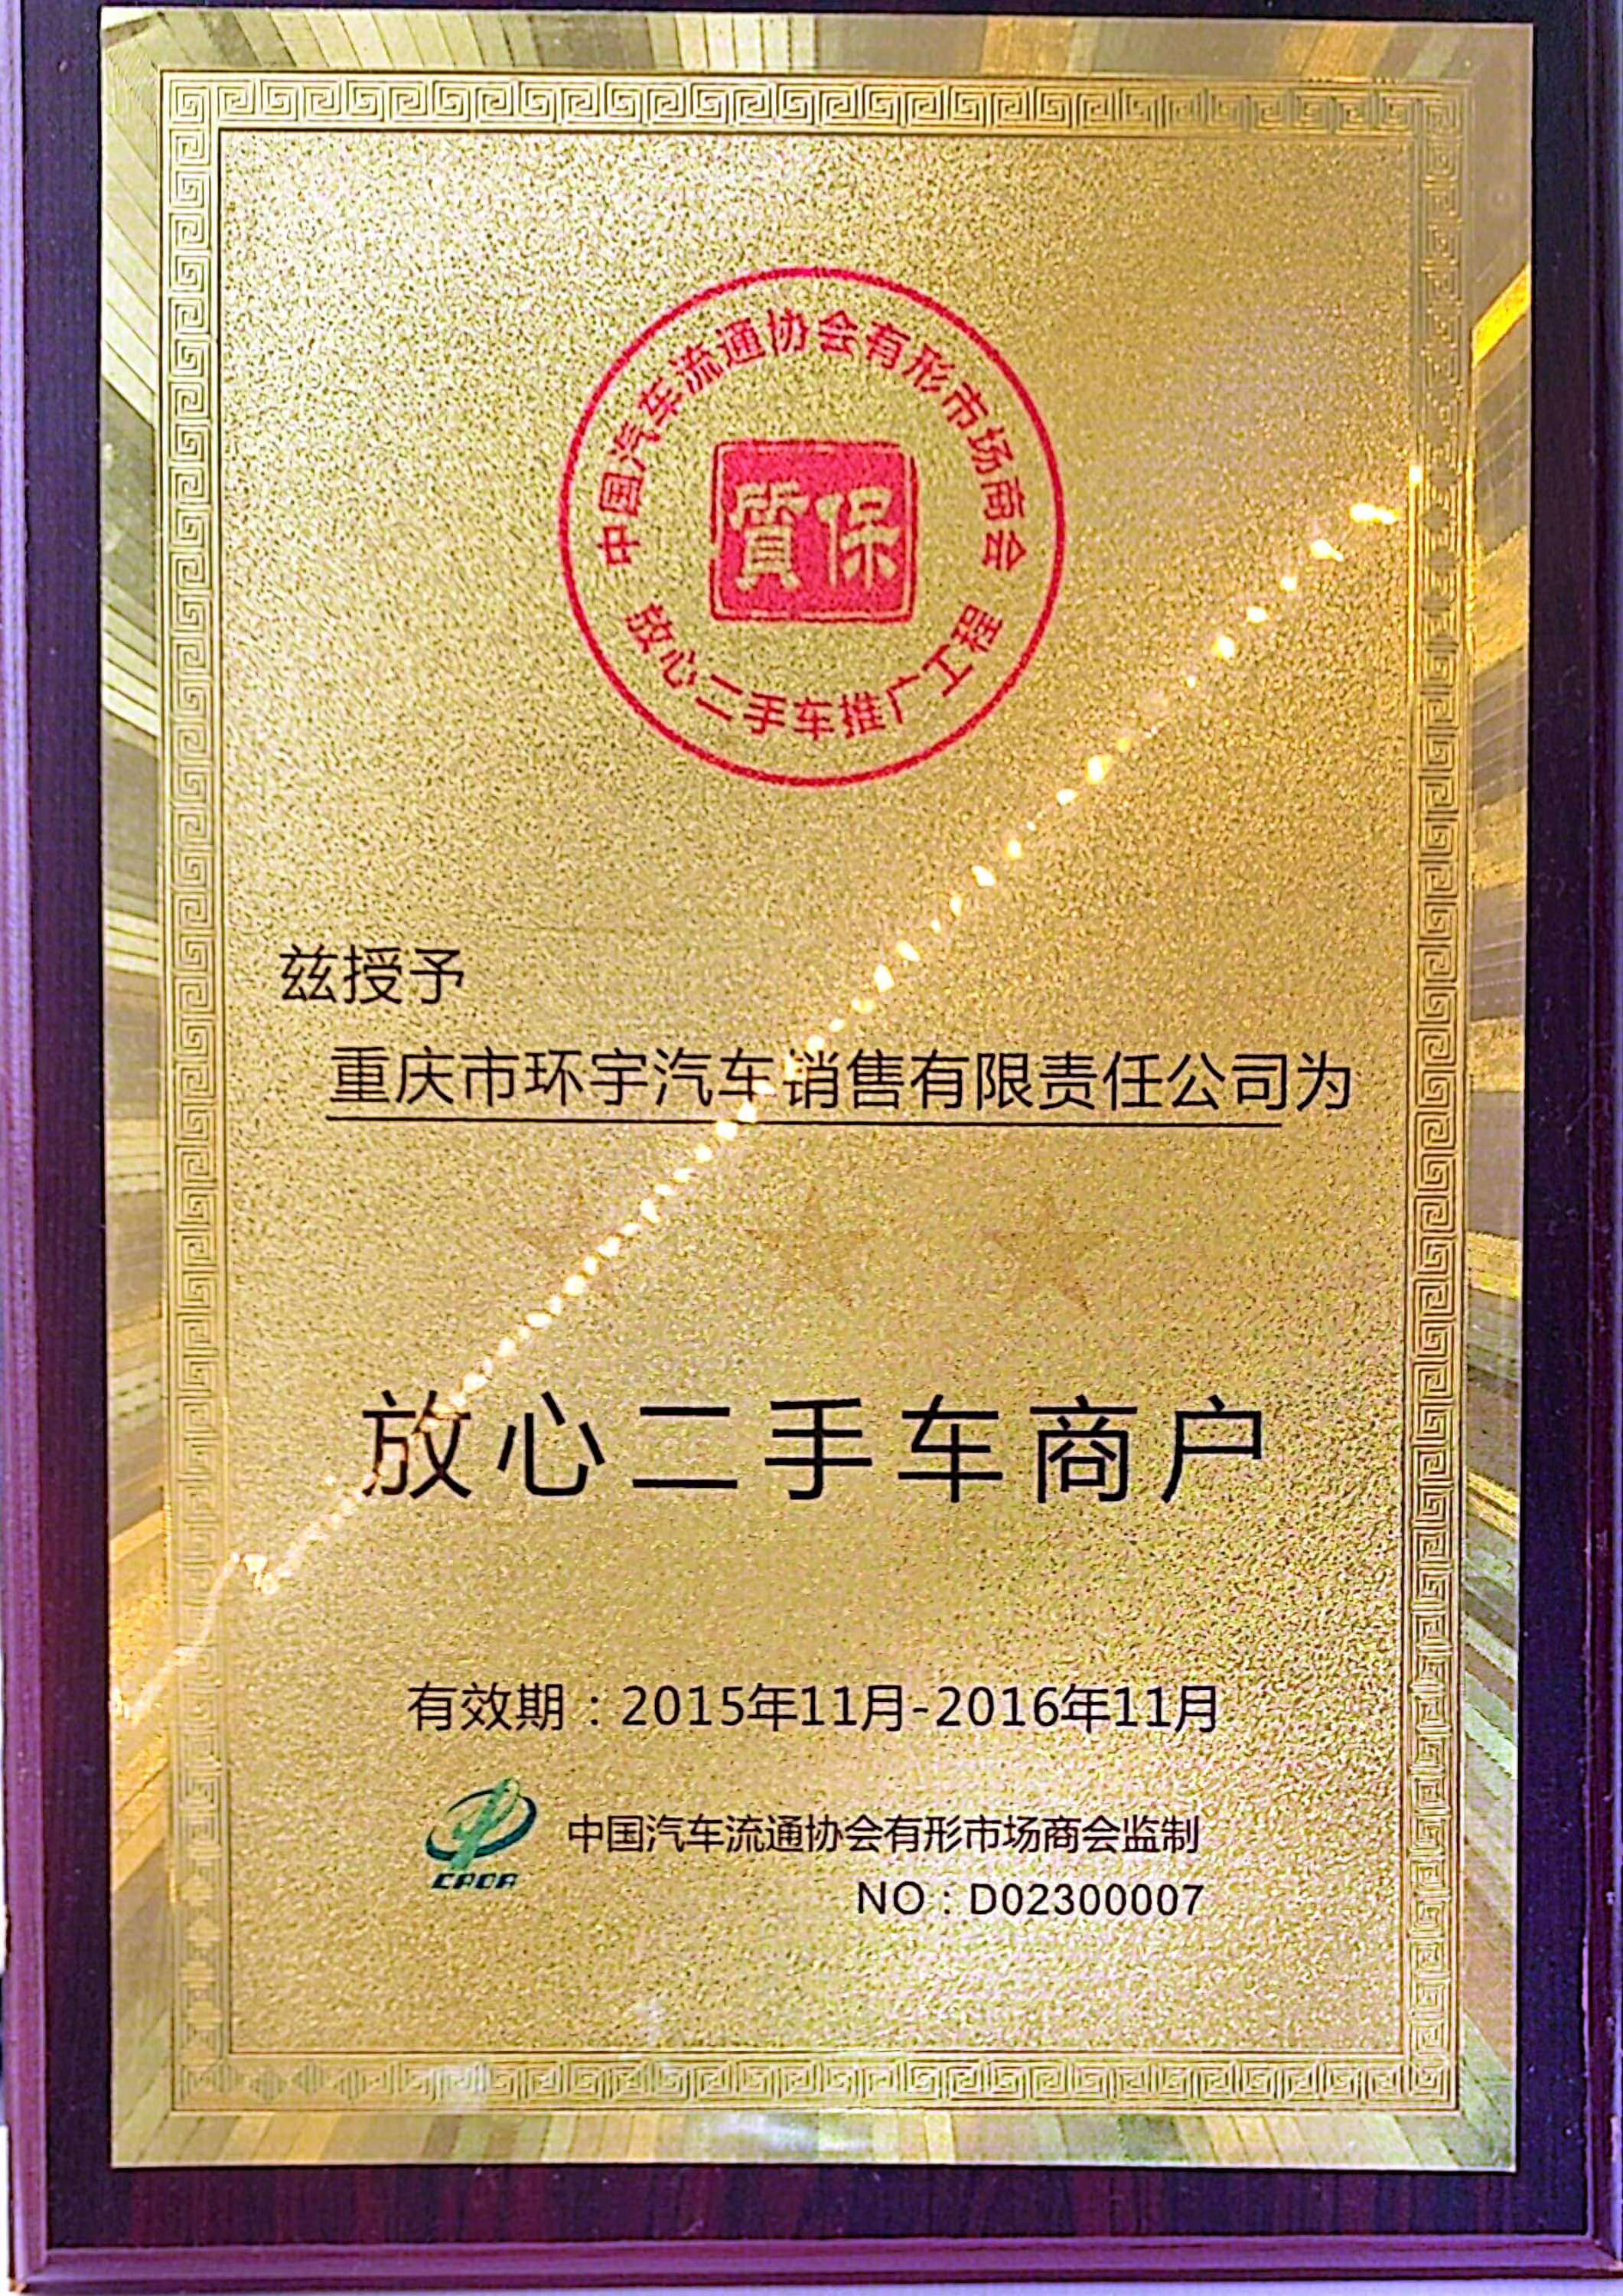 中国汽车流通协会有形市场商会
質保
放心二手车推广工程
兹授予
重庆市环宇汽车销售有限责任公司为
放心二手车商户
有效期：2015年11月-2016年11月
中国汽车流通协会有形市场商会监制
CADA
NO：D02300007